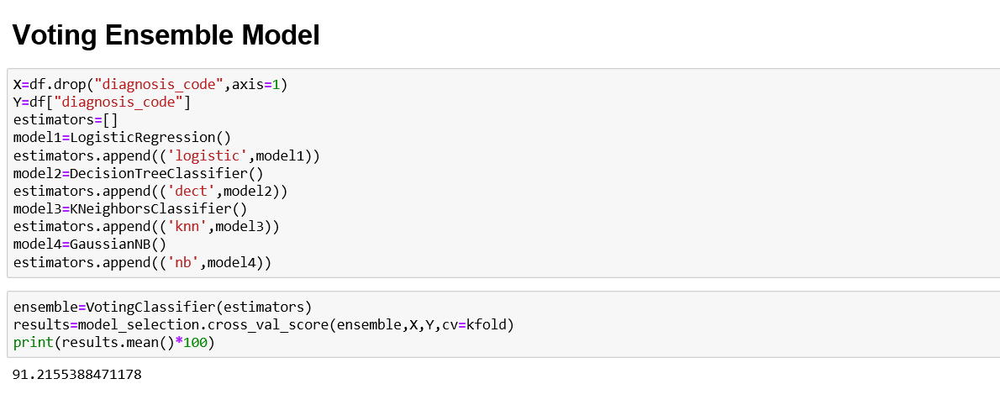 Voting Ensemble Model
X=df.drop("diagnosis_code",axis=1)
Y=df["diagnosis_code"]
estimators=[]
model1=LogisticRegression()
estimators.append(('logistic',model1))
model2=DecisionTreeClassifier()
estimators.append(('dect',model2))
model3=KNeighborsClassifier()
estimators.append(('knn',model3))
model4=GaussianNB()
estimators.append(('nb',model4))
ensemble=VotingClassifier(estimators)
results=model_selection.cross_val_score(ensemble,X,Y,cv=kfold)
print(results.mean()*100)
91.2155388471178